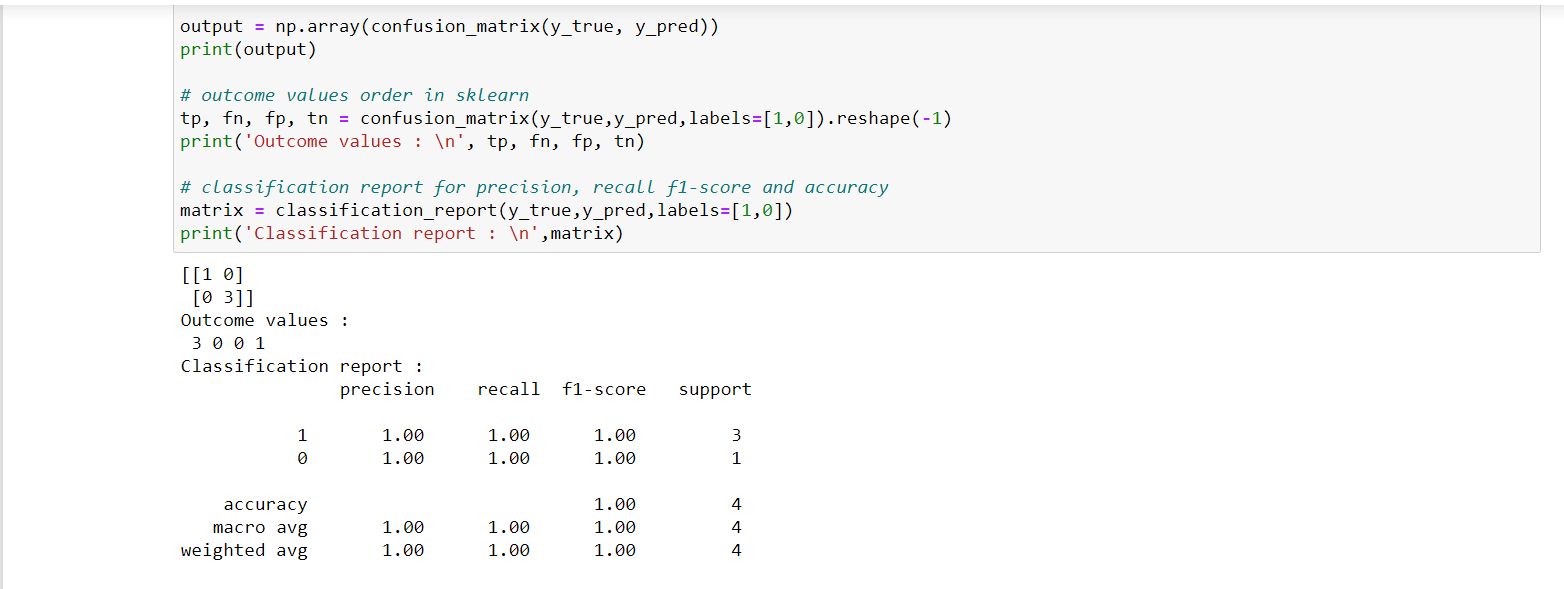 output = np.array(confusion_matrix(y_true, y_pred))
print(output)
# outcome values order in sklearn
tp, fn, fp, tn = confusion_matrix(y_true,y_pred,labels=[1,0]).reshape(-1)
print('Outcome values : \n', tp, fn, fp, tn)
# classification report for precision, recall f1-score and accuracy
matrix = classification_report(y_true,y_pred,labels=[1,0])
print('Classification report : \n',matrix)
[[1 0]
 [0 3]]
Outcome values :
 3 0 0 1
Classification report :
               precision    recall  f1-score   support
           1       1.00      1.00      1.00         3
           0       1.00      1.00      1.00         1
    accuracy                           1.00         4
   macro avg       1.00      1.00      1.00         4
weighted avg       1.00      1.00      1.00         4